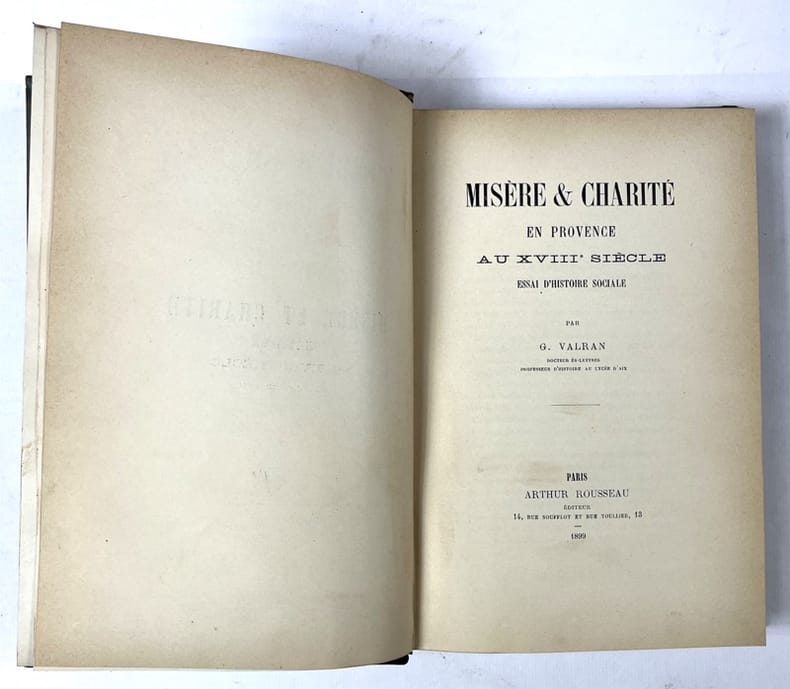 MISÈRE & CHARITÉ
EN PROVENCE
AU XVIIIe SIÈCLE
ESSAI D'HISTOIRE SOCIALE
PAR
G. VALRAN
DOCTEUR ÈS-LETTRES
PROFESSEUR D'HISTOIRE AU LYCÉE D'AIX
PARIS
ARTHUR ROUSSEAU
ÉDITEUR
14, RUE SOUFFLOT ET RUE TOULLIER, 13
1899